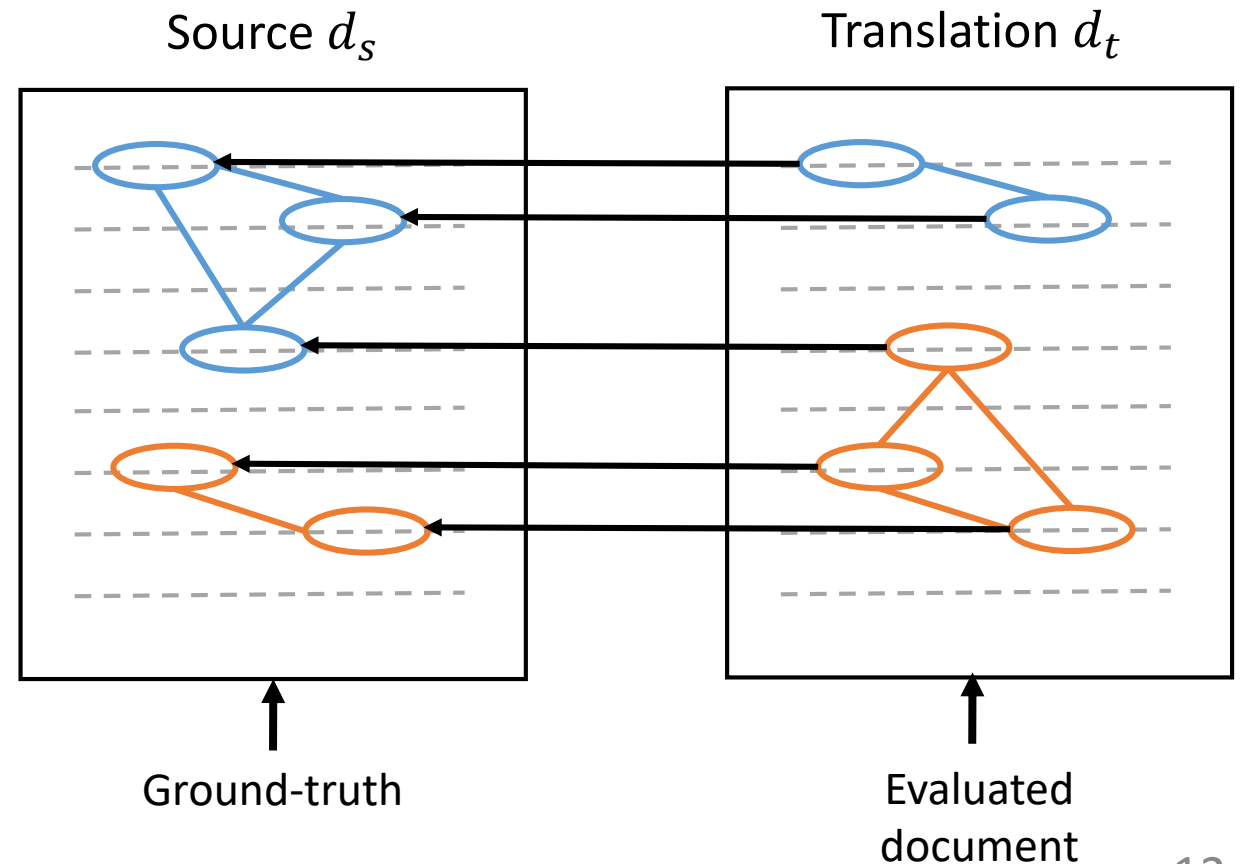 Source dₛ
Translation dₜ
Ground-truth
Evaluated
document